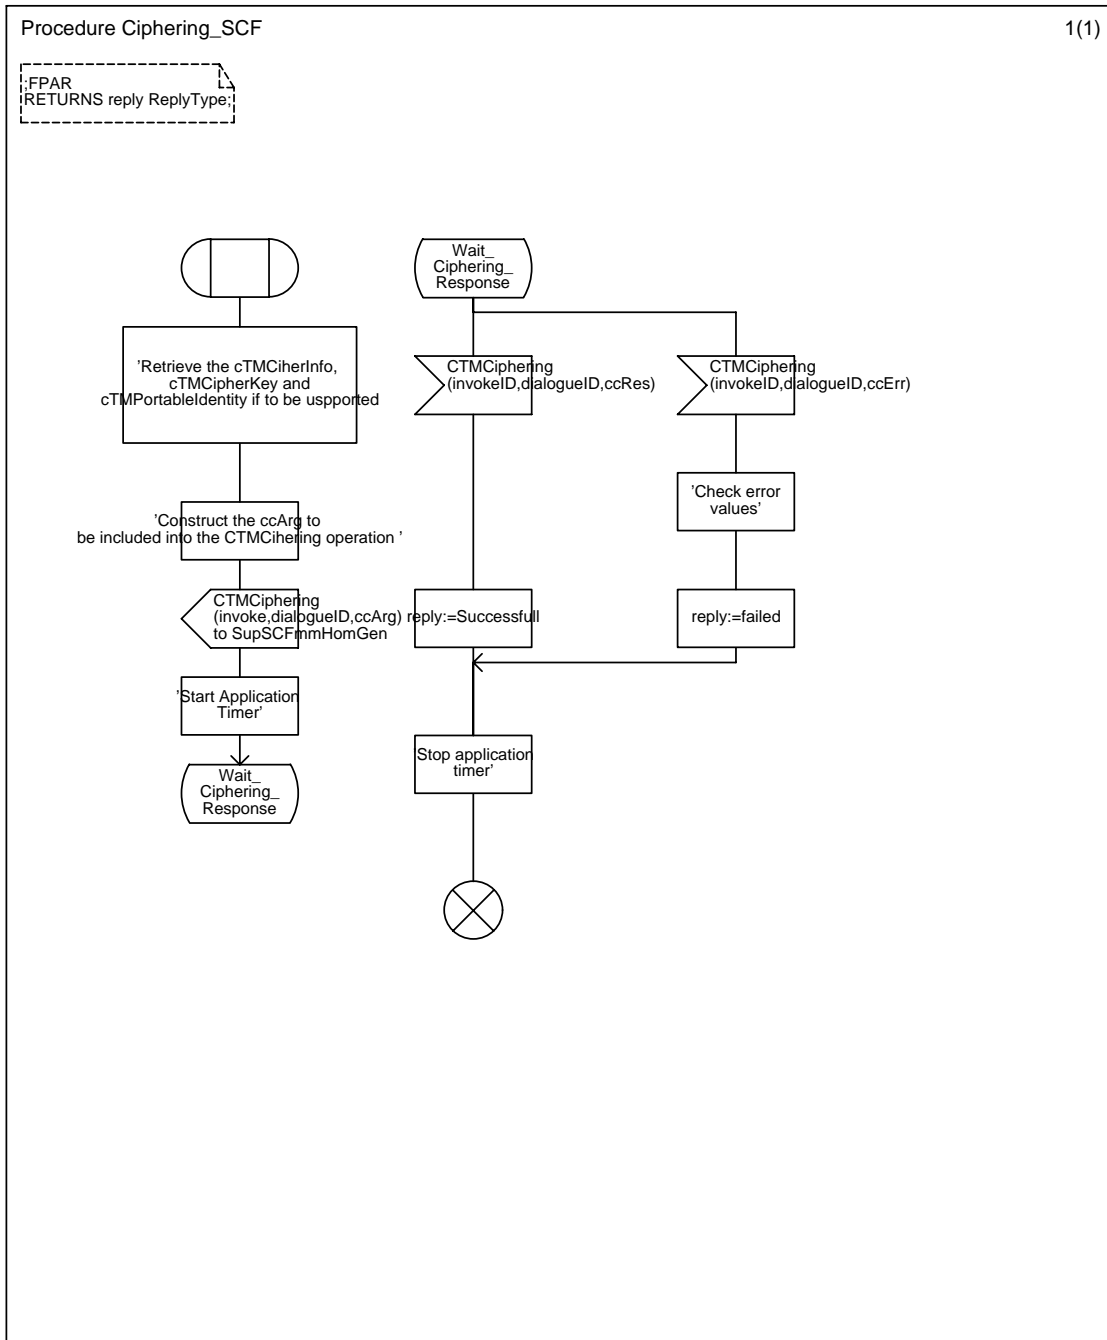 Procedure Ciphering_SCF
1(1)
;FPAR
RETURNS reply ReplyType;
'Retrieve the cTMCiherInfo,
cTMCipherKey and
cTMPortableIdentity if to be uspported
'Construct the ccArg to
be included into the CTMCihering operation '
CTMCiphering
(invoke,dialogueID,ccArg)
to SupSCFmmHomGen
'Start Application
Timer'
Wait_
Ciphering_
Response
Wait_
Ciphering_
Response
CTMCiphering
(invokeID,dialogueID,ccRes)
reply:=Successfull
'Stop application
timer'
CTMCiphering
(invokeID,dialogueID,ccErr)
'Check error
values'
reply:=failed